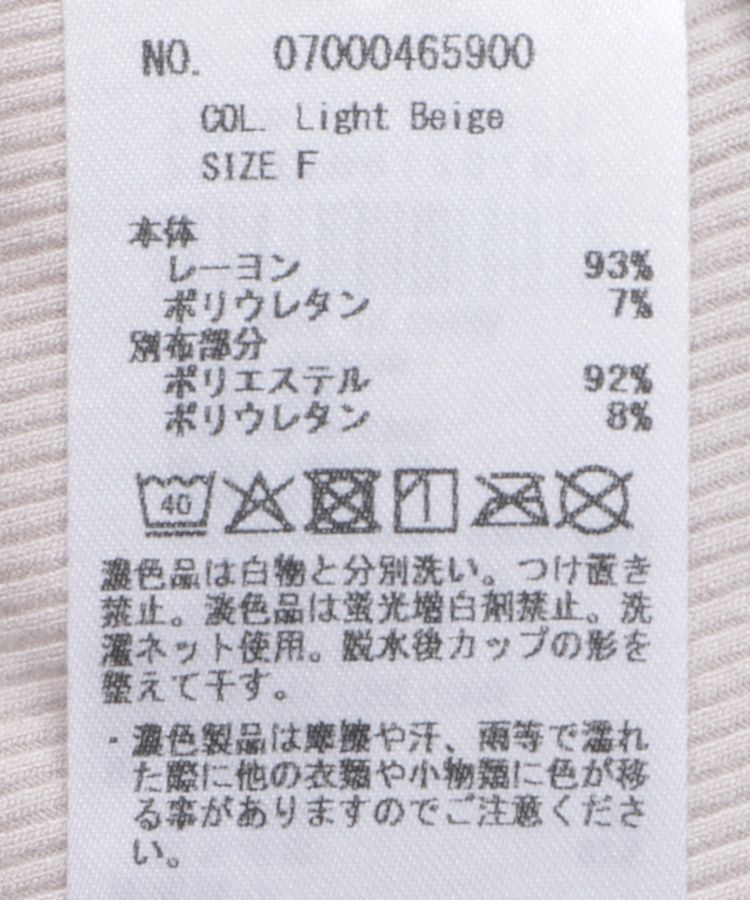 NO. 07000465900
COL. Light Beige
SIZE F
本体
レーヨン 93%
ポリウレタン 7%
別布部分
ポリエステル 92%
ポリウレタン 8%
40
濃色品は白物と分別洗い。つけ置き
禁止。淡色品は蛍光増白剤禁止。洗
濯ネット使用。脱水後カップの形を
整えて干す。
・濃色製品は摩擦や汗、雨等で濡れ
た際に他の衣類や小物類に色が移
る事がありますのでご注意くださ
い。